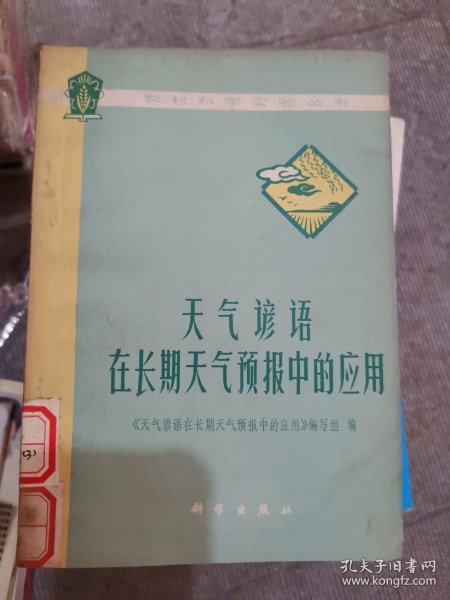 农村科学实验丛书
天气谚语
在长期天气预报中的应用
《天气谚语在长期天气预报中的应用》编写组 编
科学出版社
(3)
孔夫子旧书网
www.kongfz.com